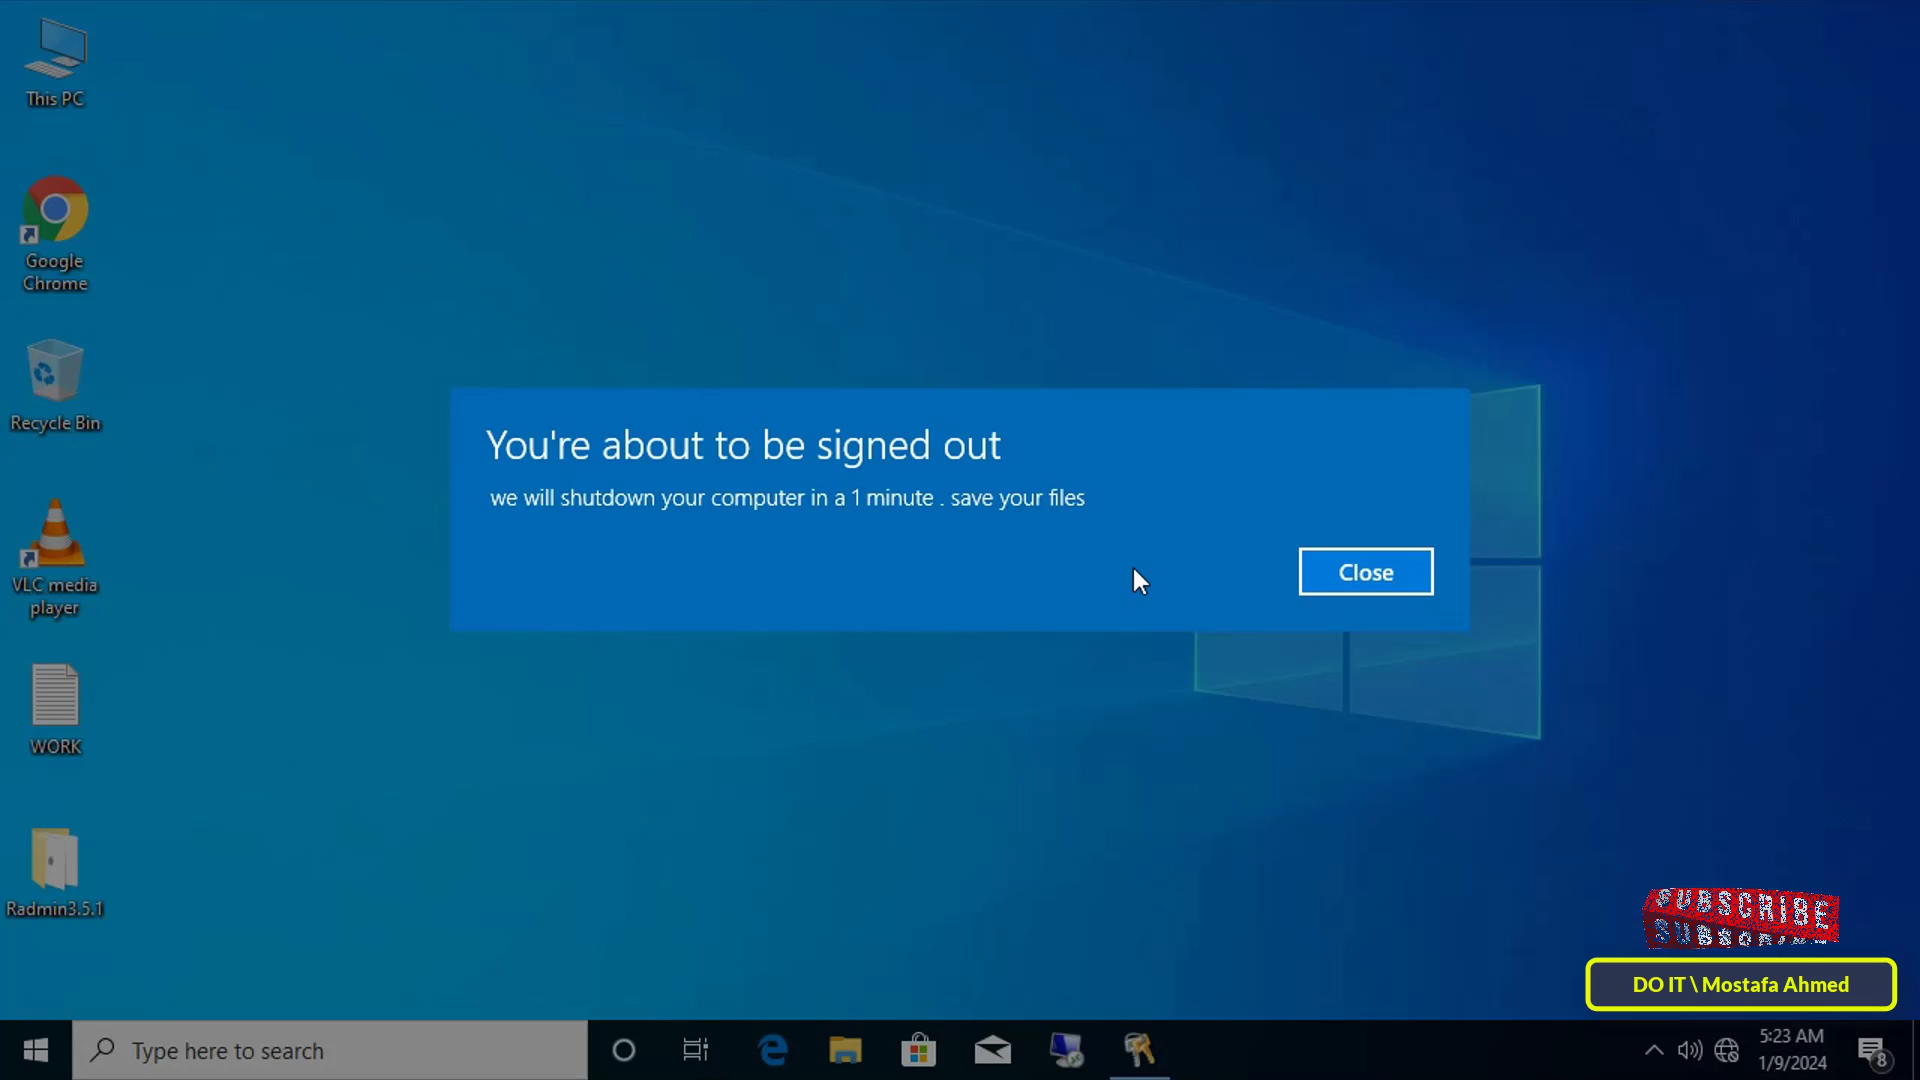 This PC
Google
Chrome
Recycle Bin
VLC media
player
WORK
Radmin3.5.1
You're about to be signed out
we will shutdown your computer in a 1 minute . save your files
Close
SUBSCRIBE
SUBSCRIBE
DO IT \ Mostafa Ahmed
Type here to search
5:23 AM
1/9/2024
8